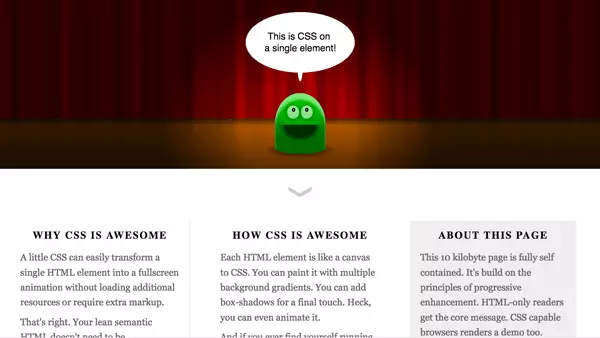 This is CSS on
a single element!
WHY CSS IS AWESOME
A little CSS can easily transform a
single HTML element into a fullscreen
animation without loading additional
resources or require extra markup.
That's right. Your lean semantic
HTML doesn't need to be
HOW CSS IS AWESOME
Each HTML element is like a canvas
to CSS. You can paint it with multiple
background gradients. You can add
box-shadows for a final touch. Heck,
you can even animate it.
And if you ever find yourself running
ABOUT THIS PAGE
This 10 kilobyte page is fully self
contained. It's build on the
principles of progressive
enhancement. HTML-only readers
get the core message. CSS capable
browsers renders a demo too.